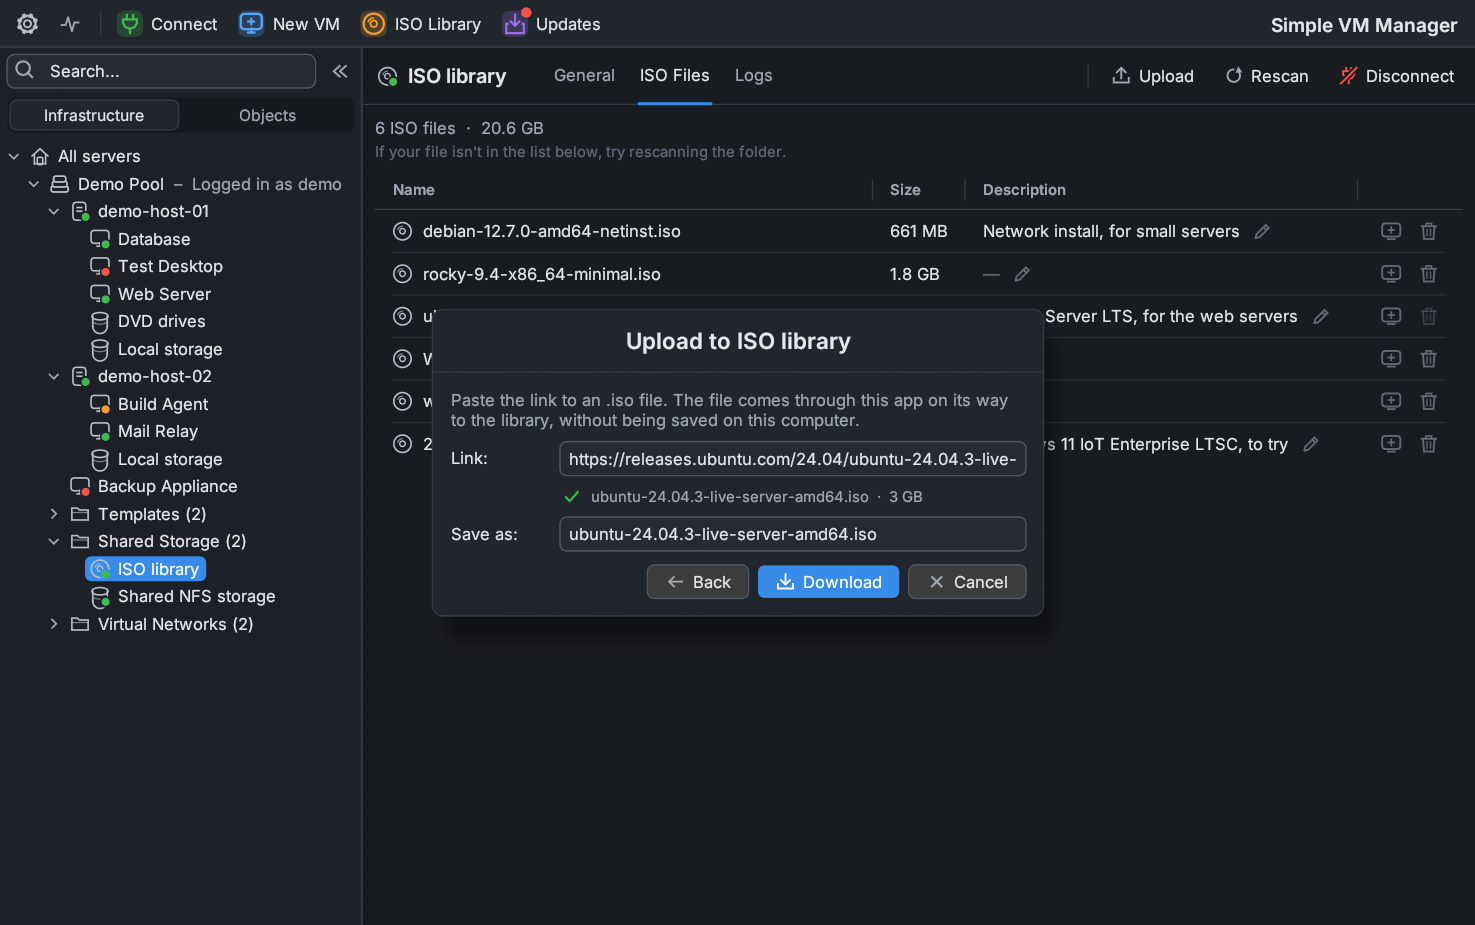 Connect
New VM
ISO Library
Updates
Simple VM Manager
Search...
Infrastructure
Objects
All servers
Demo Pool – Logged in as demo
demo-host-01
Database
Test Desktop
Web Server
DVD drives
Local storage
demo-host-02
Build Agent
Mail Relay
Local storage
Backup Appliance
Templates (2)
Shared Storage (2)
ISO library
Shared NFS storage
Virtual Networks (2)
ISO library
General
ISO Files
Logs
Upload
Rescan
Disconnect
6 ISO files · 20.6 GB
If your file isn't in the list below, try rescanning the folder.
Name Size Description
debian-12.7.0-amd64-netinst.iso 661 MB Network install, for small servers
rocky-9.4-x86_64-minimal.iso 1.8 GB —
Server LTS, for the web servers
11 IoT Enterprise LTSC, to try
Upload to ISO library
Paste the link to an .iso file. The file comes through this app on its way
to the library, without being saved on this computer.
Link: https://releases.ubuntu.com/24.04/ubuntu-24.04.3-live-
ubuntu-24.04.3-live-server-amd64.iso · 3 GB
Save as: ubuntu-24.04.3-live-server-amd64.iso
Back
Download
Cancel